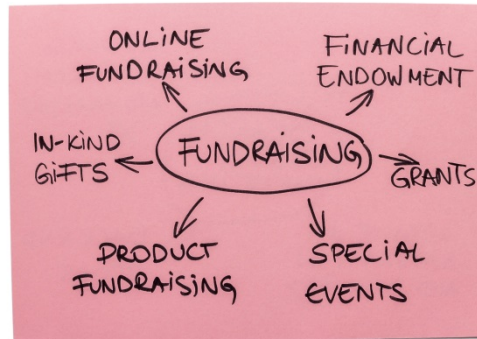 ONLINE
FUNDRAISING
FINANCIAL
ENDOWMENT
IN-KIND
GIFTS
FUNDRAISING
GRANTS
PRODUCT
FUNDRAISING
SPECIAL
EVENTS